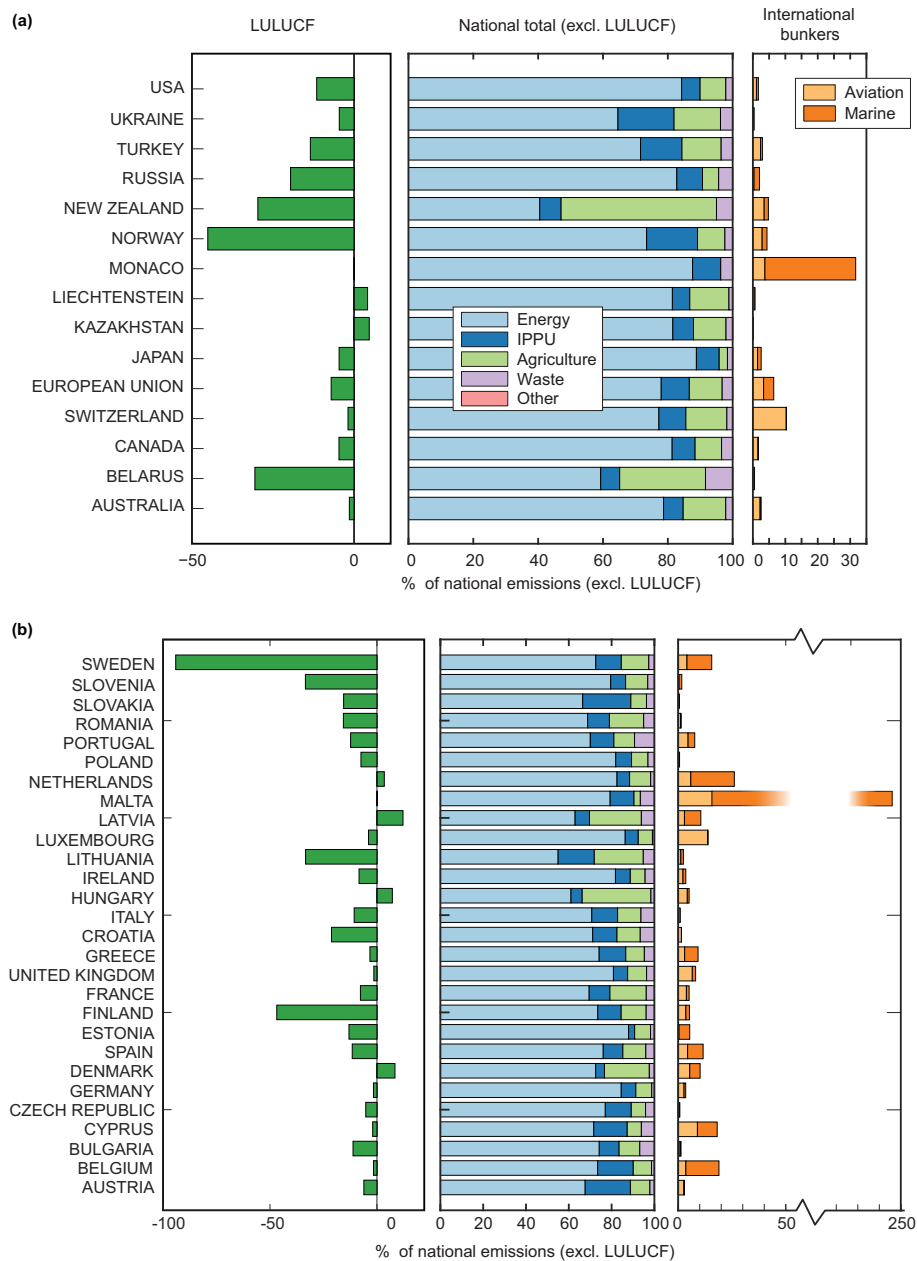 (a)
LULUCF
National total (excl. LULUCF)
International
bunkers
Aviation
Marine
USA
UKRAINE
TURKEY
RUSSIA
NEW ZEALAND
NORWAY
MONACO
LIECHTENSTEIN
KAZAKHSTAN
JAPAN
EUROPEAN UNION
SWITZERLAND
CANADA
BELARUS
AUSTRALIA
Energy
IPPU
Agriculture
Waste
Other
−50 0
0 20 40 60 80 100
0 10 20 30
% of national emissions (excl. LULUCF)
(b)
SWEDEN
SLOVENIA
SLOVAKIA
ROMANIA
PORTUGAL
POLAND
NETHERLANDS
MALTA
LATVIA
LUXEMBOURG
LITHUANIA
IRELAND
HUNGARY
ITALY
CROATIA
GREECE
UNITED KINGDOM
FRANCE
FINLAND
ESTONIA
SPAIN
DENMARK
GERMANY
CZECH REPUBLIC
CYPRUS
BULGARIA
BELGIUM
AUSTRIA
-100 -50 0
0 20 40 60 80 100
0 50 250
% of national emissions (excl. LULUCF)